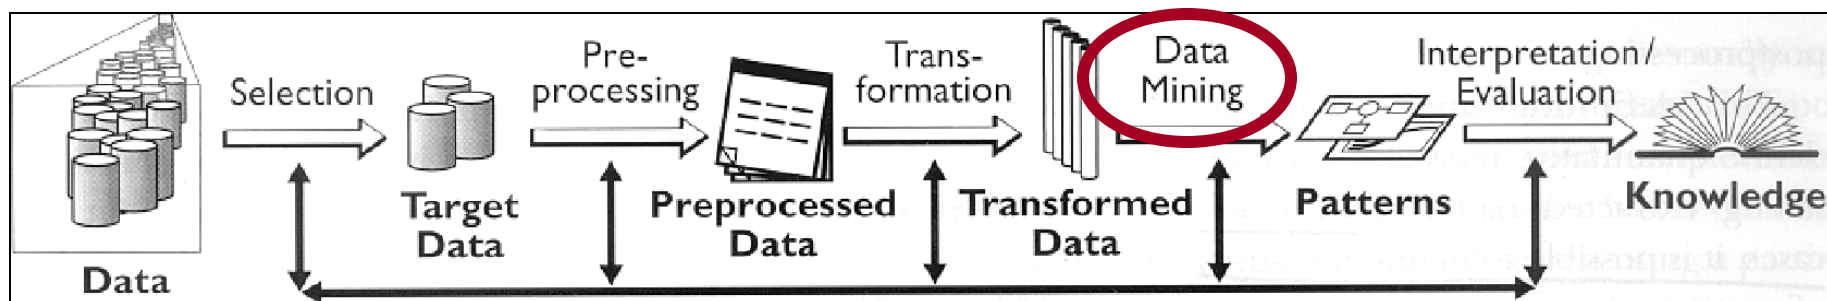 Selection
Pre-
processing
Trans-
formation
Data
Mining
Interpretation/
Evaluation
Data
Target
Data
Preprocessed
Data
Transformed
Data
Patterns
Knowledge